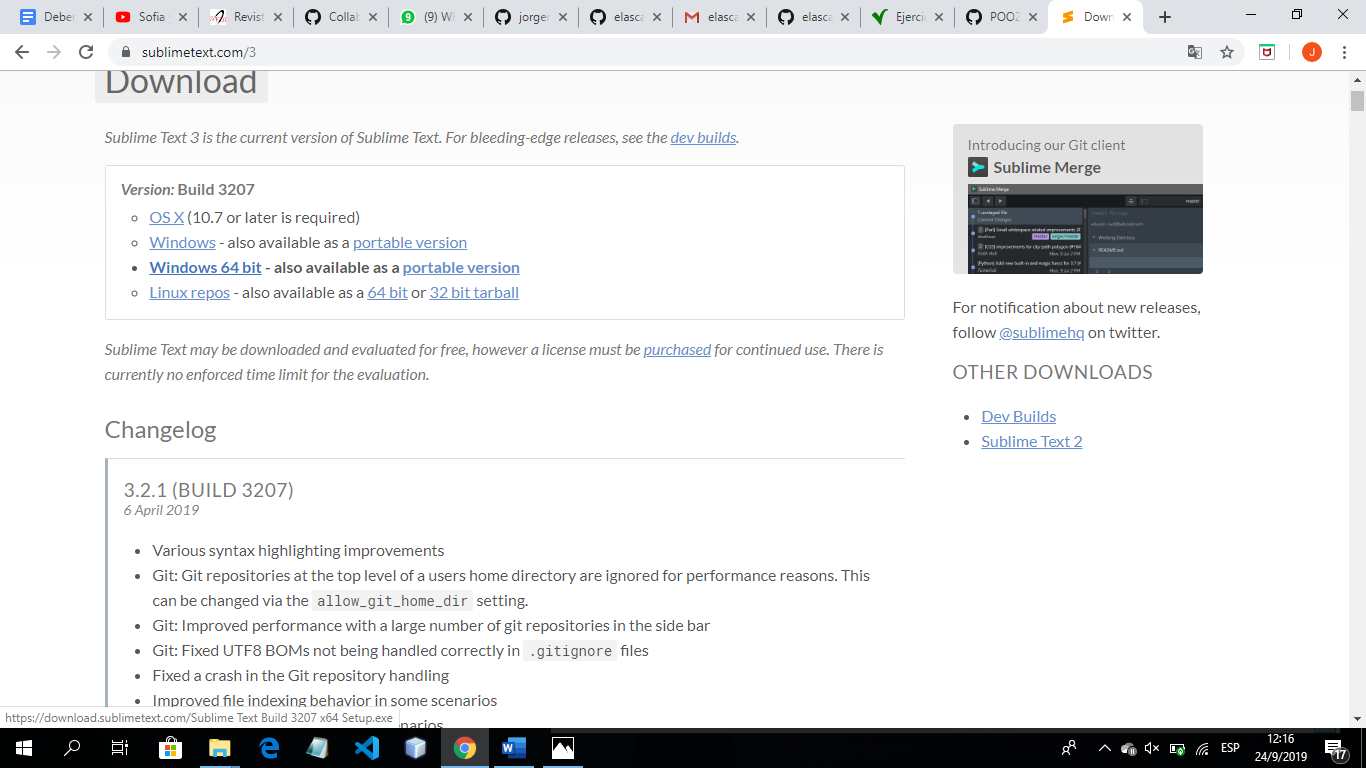 Deber
Sofia
Revist
Collab
(9) W
jorger
elasca
elasca
elasca
Ejerci
POO2
Down
sublimetext.com/3
J
Download
Sublime Text 3 is the current version of Sublime Text. For bleeding-edge releases, see the dev builds.
Version: Build 3207
OS X (10.7 or later is required)
Windows - also available as a portable version
Windows 64 bit - also available as a portable version
Linux repos - also available as a 64 bit or 32 bit tarball
Sublime Text may be downloaded and evaluated for free, however a license must be purchased for continued use. There is
currently no enforced time limit for the evaluation.
Changelog
3.2.1 (BUILD 3207)
6 April 2019
Various syntax highlighting improvements
Git: Git repositories at the top level of a users home directory are ignored for performance reasons. This
can be changed via the allow_git_home_dir setting.
Git: Improved performance with a large number of git repositories in the side bar
Git: Fixed UTF8 BOMs not being handled correctly in .gitignore files
Fixed a crash in the Git repository handling
Improved file indexing behavior in some scenarios
Introducing our Git client
Sublime Merge
Sublime Merge
master
1 unstaged file
Working Directory
README.md
For notification about new releases,
follow @sublimehq on twitter.
OTHER DOWNLOADS
Dev Builds
Sublime Text 2
https://download.sublimetext.com/Sublime Text Build 3207 x64 Setup.exe
ESP
12:16
24/9/2019
17